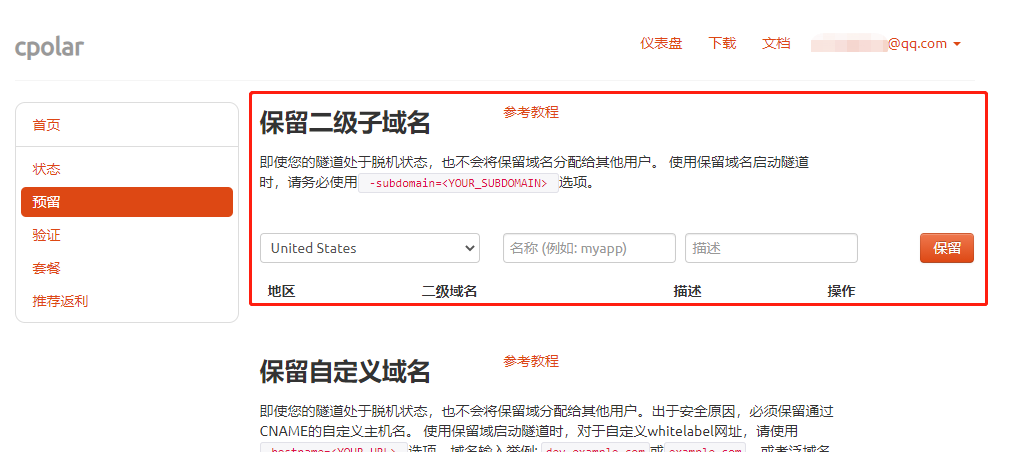 cpolar
仪表盘 下载 文档 @qq.com
首页
状态
预留
验证
套餐
推荐返利
保留二级子域名 参考教程
即使您的隧道处于脱机状态，也不会将保留域名分配给其他用户。 使用保留域名启动隧道
时，请务必使用 -subdomain=<YOUR_SUBDOMAIN> 选项。
United States 名称 (例如: myapp) 描述 保留
地区 二级域名 描述 操作
保留自定义域名 参考教程
即使您的隧道处于脱机状态，也不会将保留域分配给其他用户。出于安全原因，必须保留通过
CNAME的自定义主机名。 使用保留域启动隧道时，对于自定义whitelabel网址，请使用
-hostname=<YOUR_URL> 选项。域名输入举例: dev.example.com 或 example.com ，或者泛域名